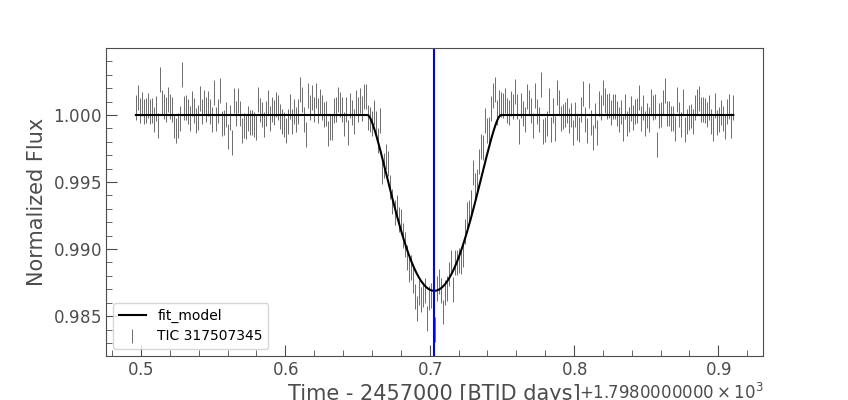 Normalized Flux
1.000
0.995
0.990
0.985
fit_model
TIC 317507345
0.5 0.6 0.7 0.8 0.9
Time - 2457000 [BTJD days] +1.7980000000 × 10³